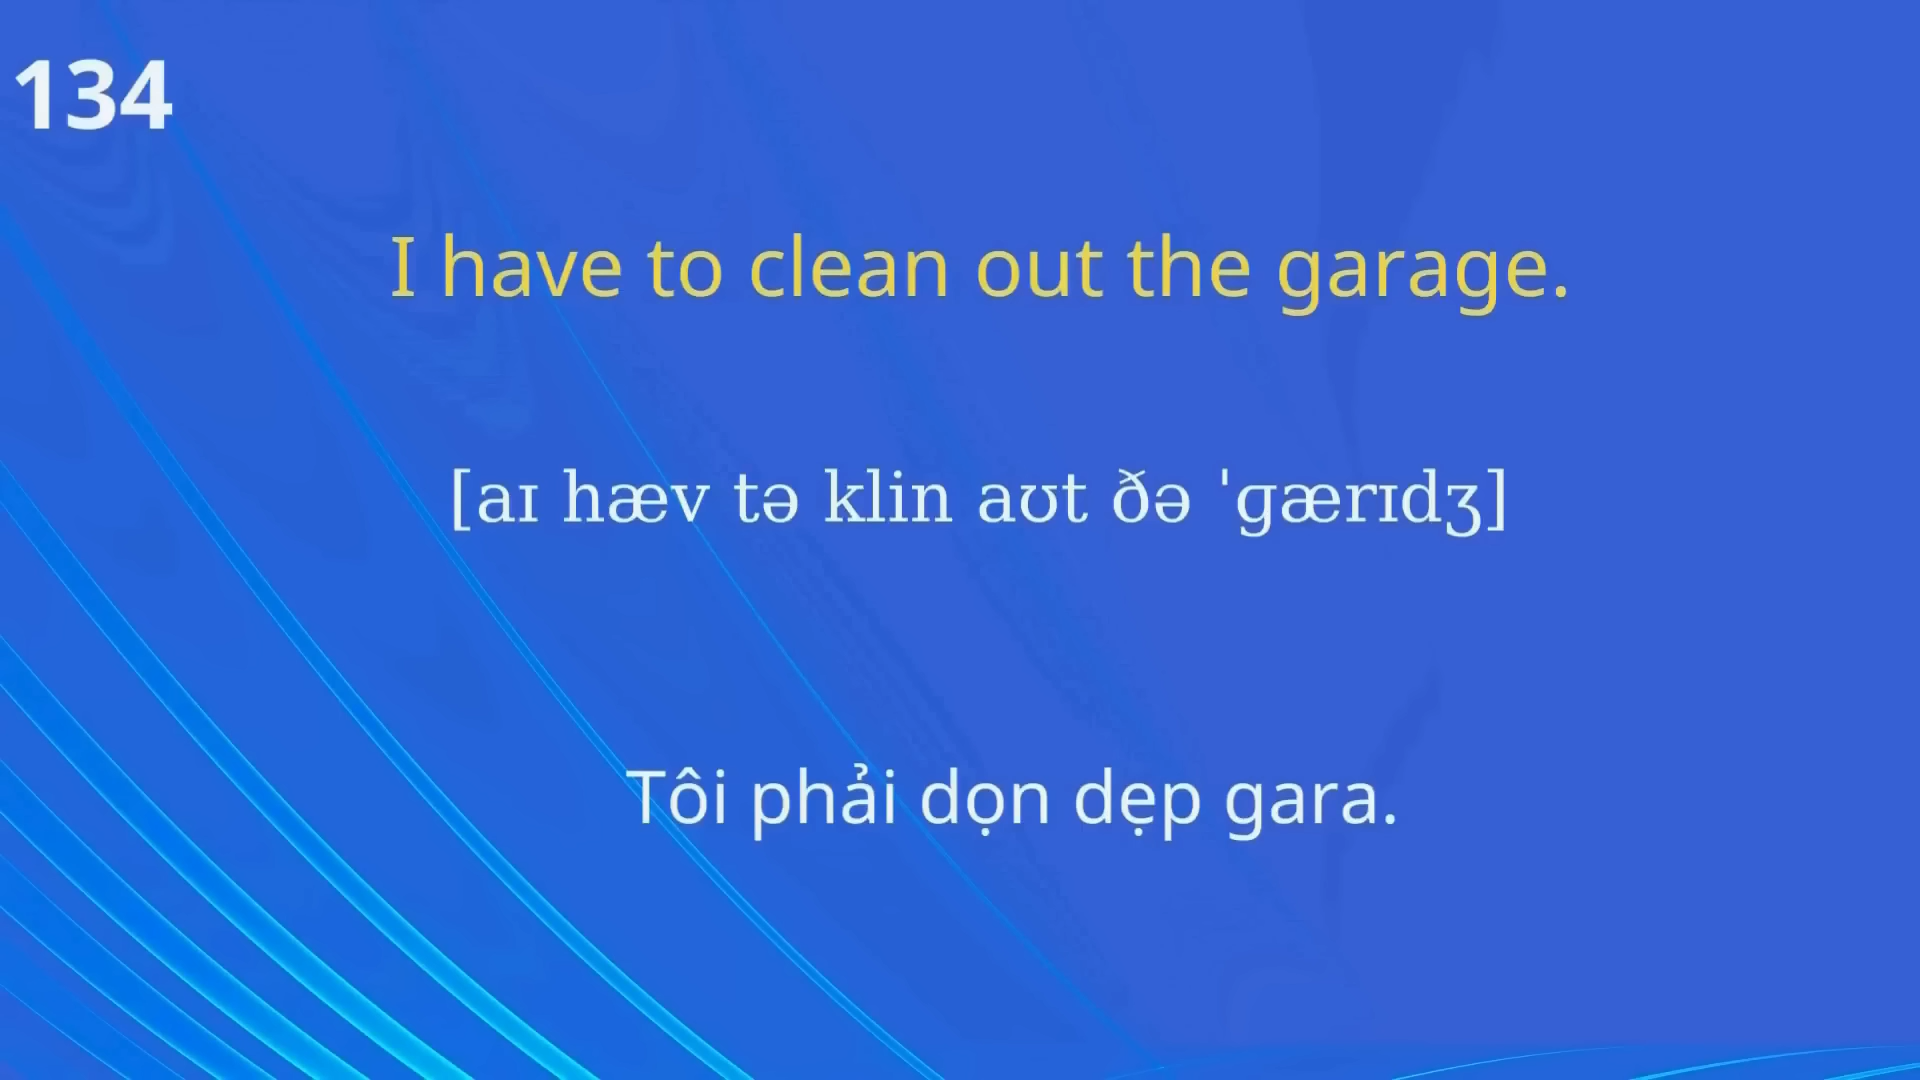 134
I have to clean out the garage.
[aɪ hæv tə klin aʊt ðə ˈɡærɪdʒ]
Tôi phải dọn dẹp gara.